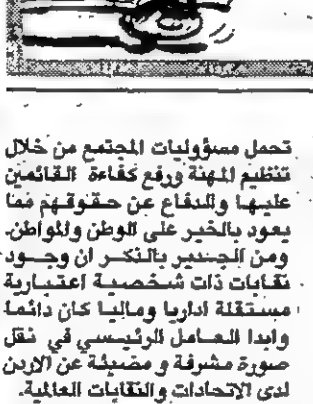 تحمل مسؤوليات المجتمع من خلال
تنظيم المهنة ورفع كفاءة القائمين
عليها والدفاع عن حقوقهم مما
يعود بالخير على الوطن والمواطن.
ومن الجدير بالذكر ان وجود
نقابات ذات شخصية اعتبارية
مستقلة اداريا وماليا كان دائما
وابدا العامل الرئيسي في نقل
صورة مشرفة و مضيئة عن الاردن
لدى الاتحادات والنقابات العالمية.